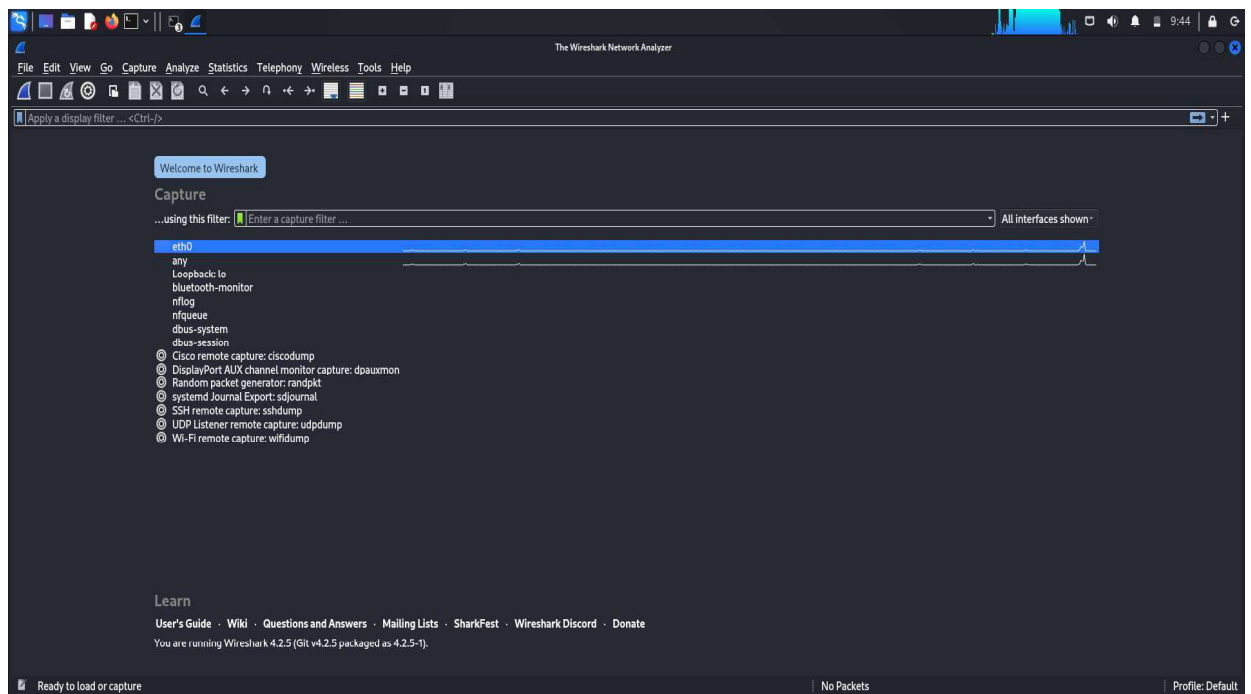 9:44
The Wireshark Network Analyzer
File Edit View Go Capture Analyze Statistics Telephony Wireless Tools Help
Apply a display filter ... <Ctrl-/>
Welcome to Wireshark
Capture
...using this filter: Enter a capture filter ... All interfaces shown
eth0
any
Loopback: lo
bluetooth-monitor
nflog
nfqueue
dbus-system
dbus-session
Cisco remote capture: ciscodump
DisplayPort AUX channel monitor capture: dpauxmon
Random packet generator: randpkt
systemd Journal Export: sdjournal
SSH remote capture: sshdump
UDP Listener remote capture: udpdump
Wi-Fi remote capture: wifidump
Learn
User's Guide · Wiki · Questions and Answers · Mailing Lists · SharkFest · Wireshark Discord · Donate
You are running Wireshark 4.2.5 (Git v4.2.5 packaged as 4.2.5-1).
Ready to load or capture No Packets Profile: Default